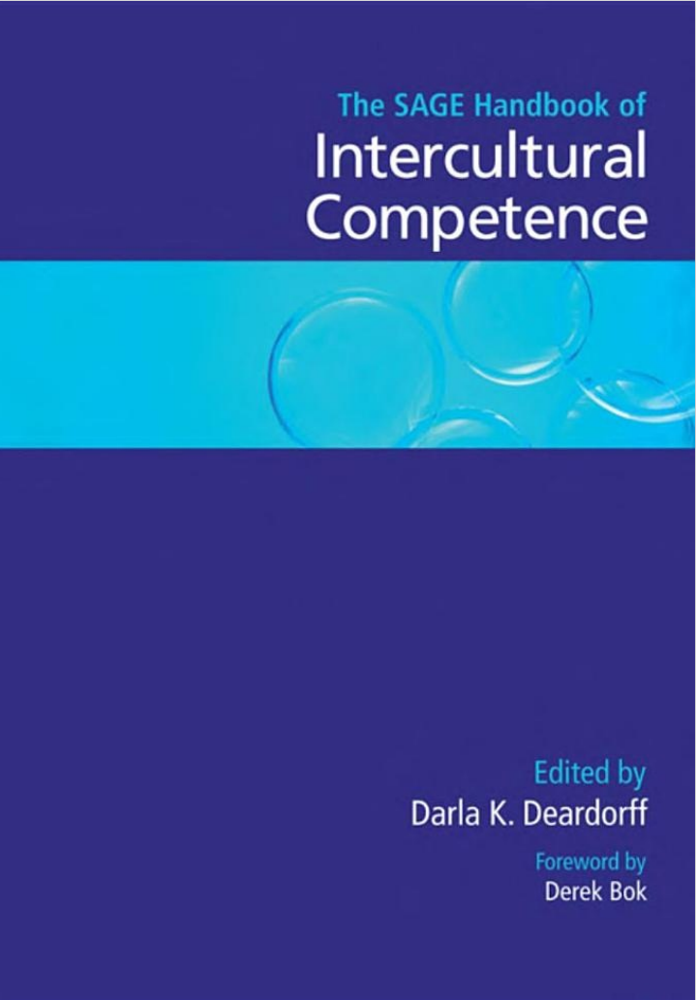 The SAGE Handbook of
Intercultural
Competence
Edited by
Darla K. Deardorff
Foreword by
Derek Bok